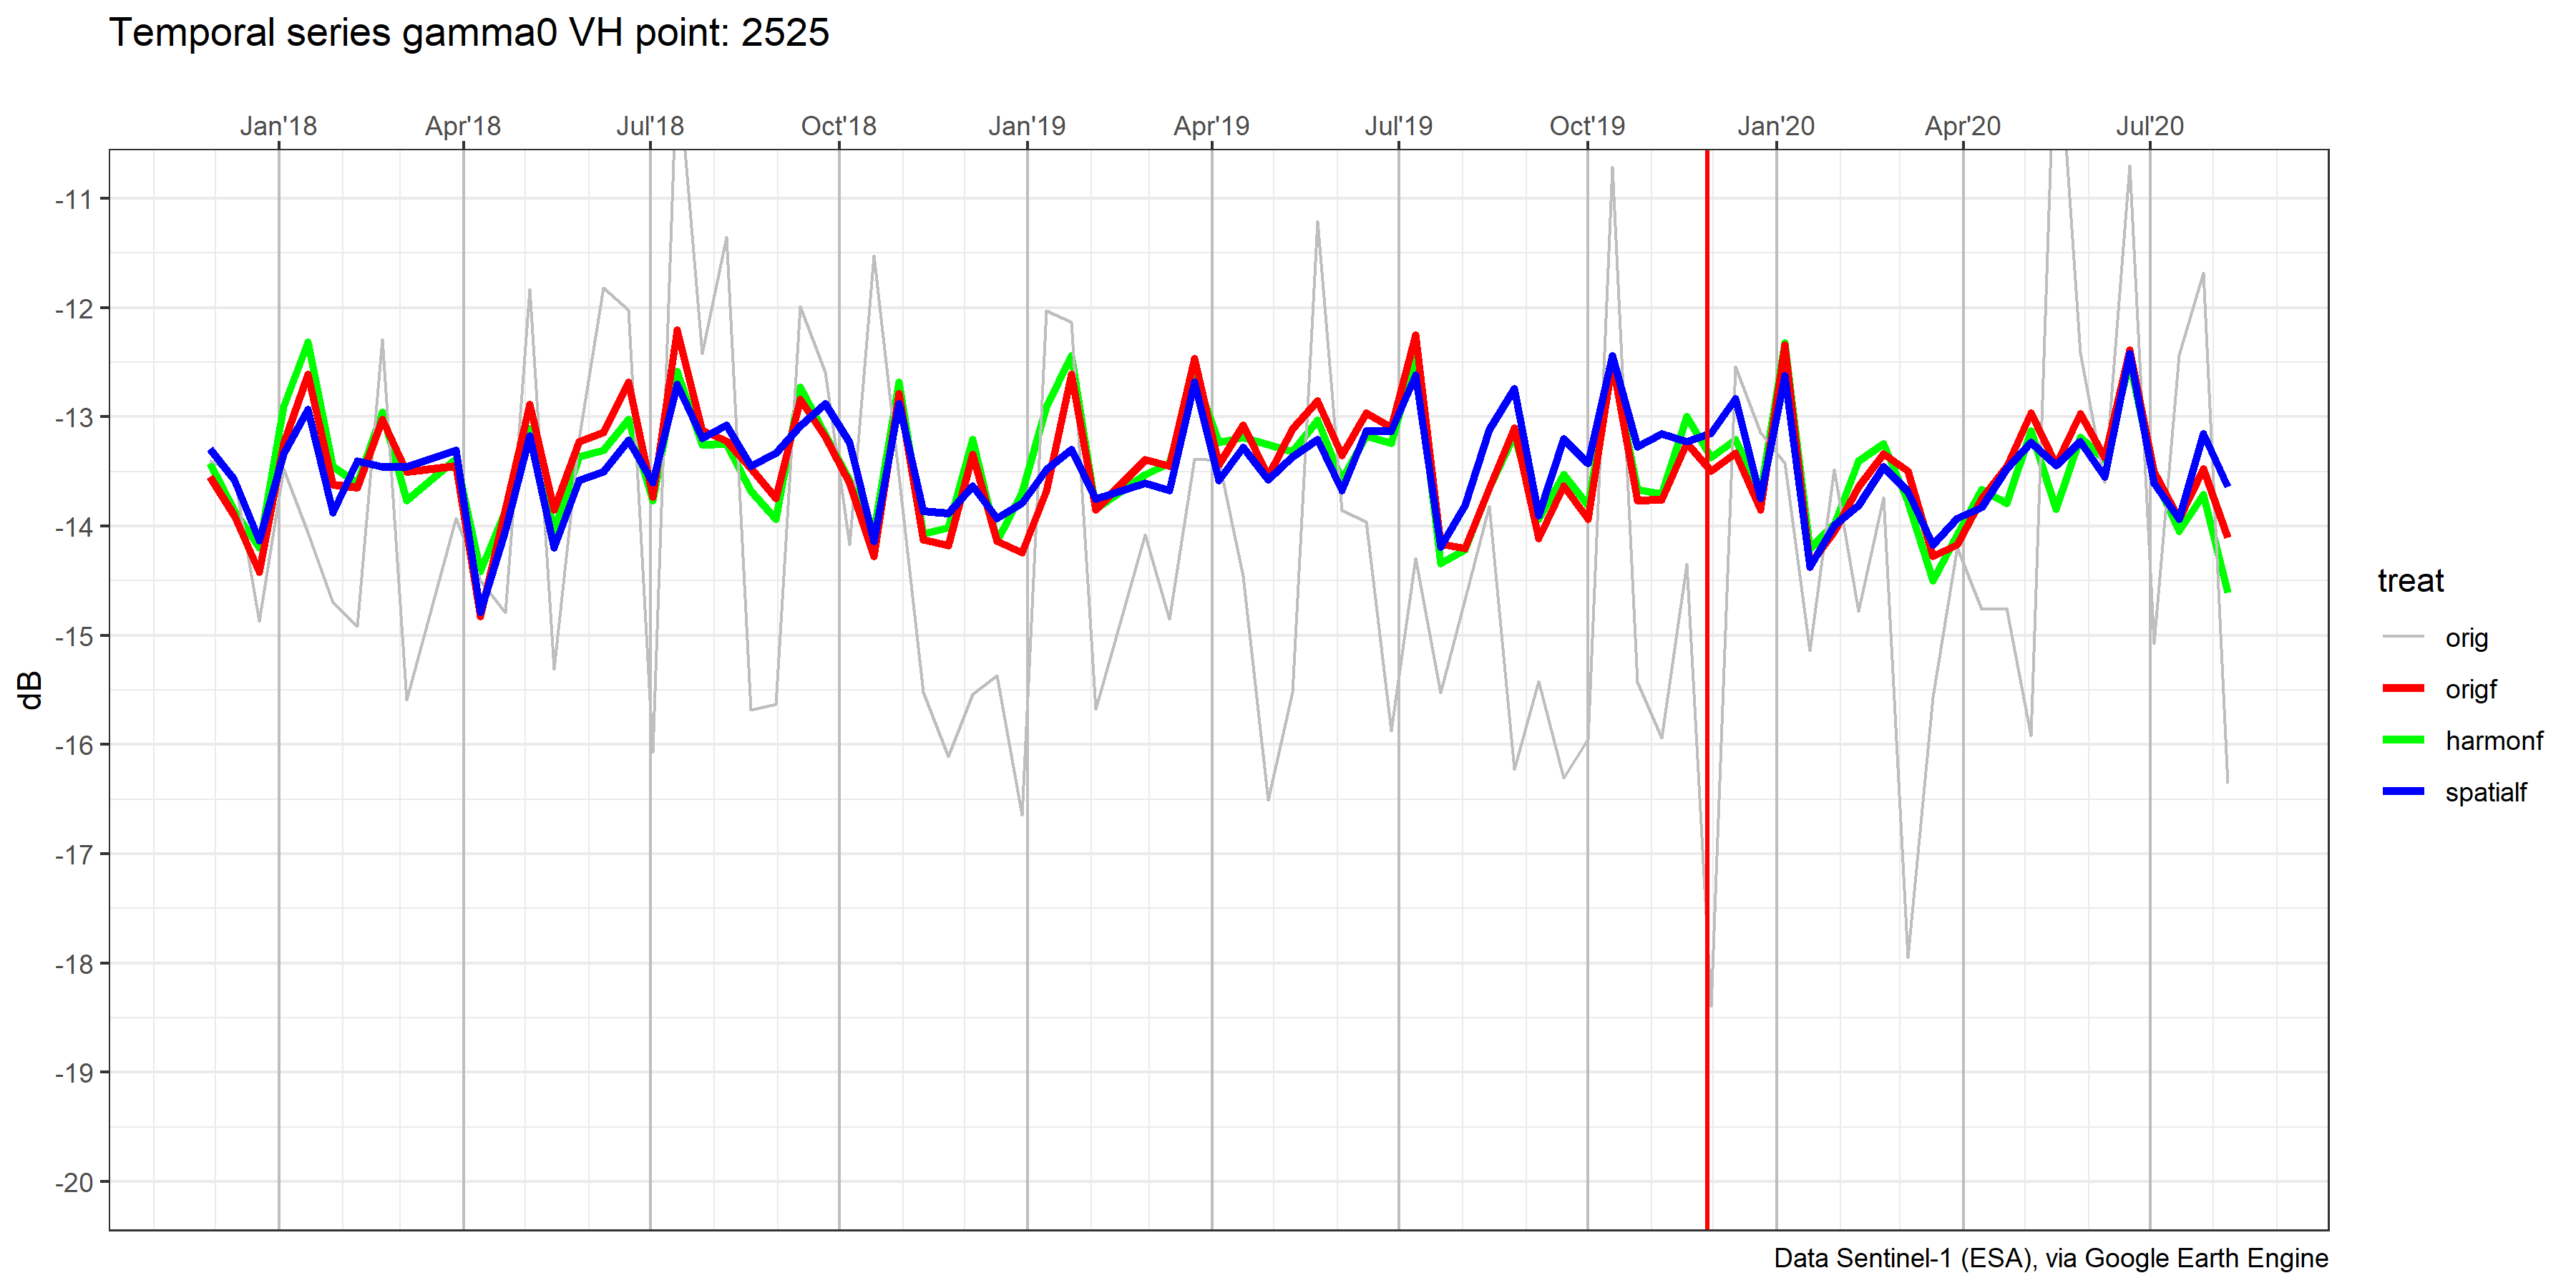 Temporal series gamma0 VH point: 2525
Jan'18 Apr'18 Jul'18 Oct'18 Jan'19 Apr'19 Jul'19 Oct'19 Jan'20 Apr'20 Jul'20
-11
-12
-13
-14
-15
-16
-17
-18
-19
-20
dB
treat
orig
origf
harmonf
spatialf
Data Sentinel-1 (ESA), via Google Earth Engine